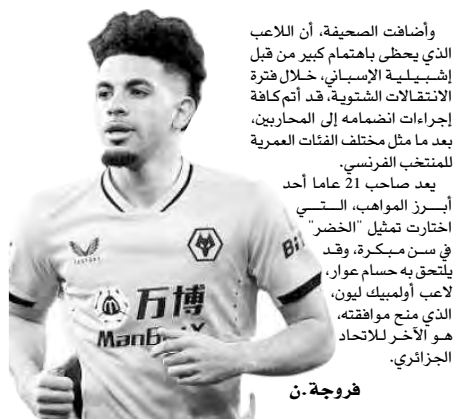 وأضافت الصحيفة، أن اللاعب
الذي يحظى باهتمام كبير من قبل
إشبيلية الإسباني، خلال فترة
الانتقالات الشتوية، قد أتم كافة
إجراءات انضمامه إلى المحاربين،
بعد ما مثل مختلف الفئات العمرية
للمنتخب الفرنسي.
يعد صاحب 21 عاما أحد
أبرز المواهب، التي
اختارت تمثيل "الخضر"
في سن مبكرة، وقد
يلتحق به حسام عوار،
لاعب أولمبيك ليون،
الذي منح موافقته،
هو الآخر للاتحاد
الجزائري.
فروجة.ن
CASTORE
万博
ManBetX